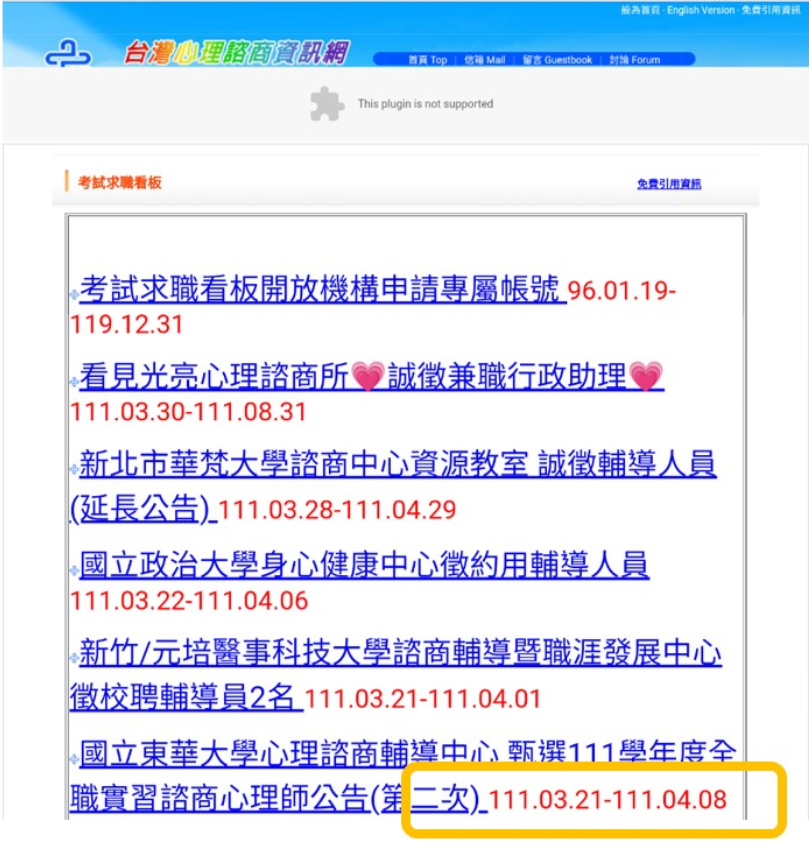 設為首頁 · English Version · 免費引用資訊
台灣心理諮商資訊網
首頁 Top | 信箱 Mail | 留言 Guestbook | 討論 Forum
This plugin is not supported
考試求職看板
免費引用資訊
考試求職看板開放機構申請專屬帳號 96.01.19-
119.12.31
看見光亮心理諮商所💗誠徵兼職行政助理💗
111.03.30-111.08.31
新北市華梵大學諮商中心資源教室 誠徵輔導人員
(延長公告) 111.03.28-111.04.29
國立政治大學身心健康中心徵約用輔導人員
111.03.22-111.04.06
新竹/元培醫事科技大學諮商輔導暨職涯發展中心
徵校聘輔導員2名 111.03.21-111.04.01
國立東華大學心理諮商輔導中心 甄選111學年度全
職實習諮商心理師公告(第二次) 111.03.21-111.04.08